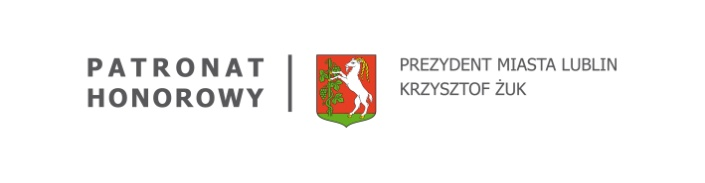 PATRONAT
HONOROWY
PREZYDENT MIASTA LUBLIN
KRZYSZTOF ŻUK